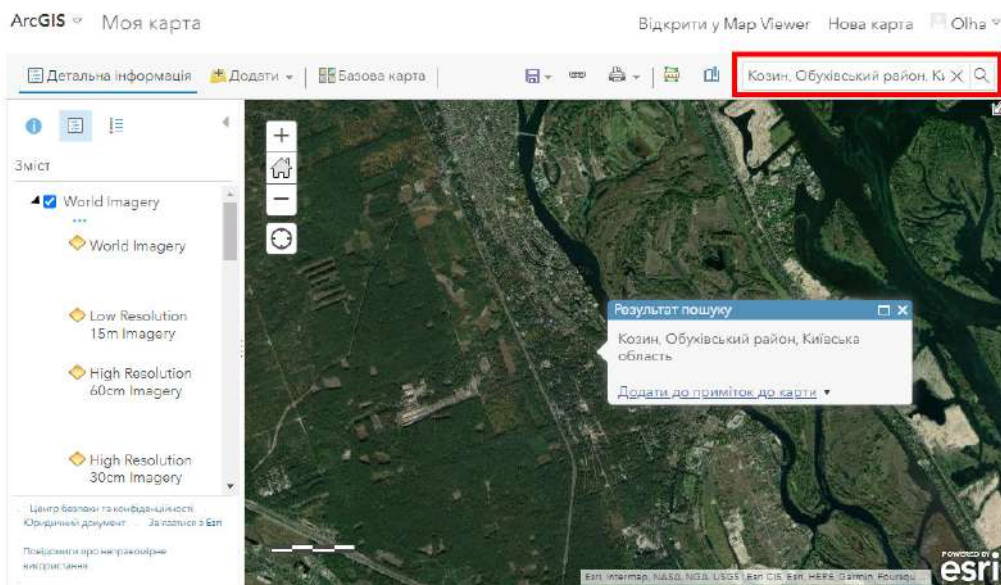 ArcGIS Моя карта Відкрити у Map Viewer Нова карта Olha
Детальна інформація Додати Базова карта Козин, Обухівський район, Ки
Зміст
World Imagery
World Imagery
Low Resolution
15m Imagery
High Resolution
60cm Imagery
High Resolution
30cm Imagery
Результат пошуку
Козин, Обухівський район, Київська
область
Додати до приміток до карти
Центр безпеки та конфіденційності
Юридичний документ Зв'язатися з Esri
Повідомити про неправомірне
використання
Esri, Intermap, NASA, NGA, USGS | Esri CIS, Esri, HERE, Garmin, Foursqu...
POWERED BY
esri